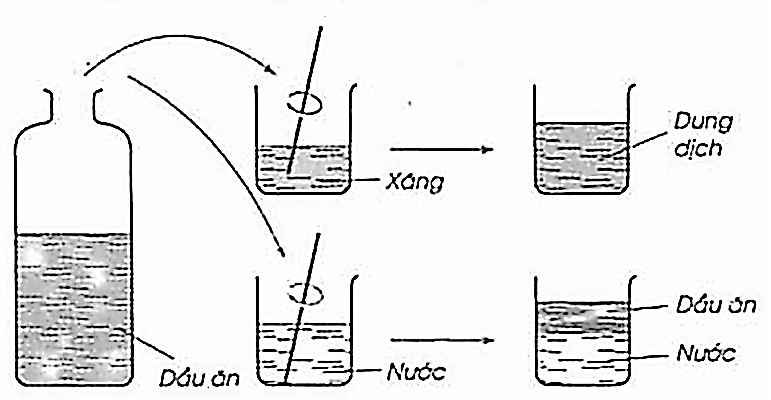 Dung
dịch
Xăng
Dầu ăn
Nước
Dầu ăn
Nước